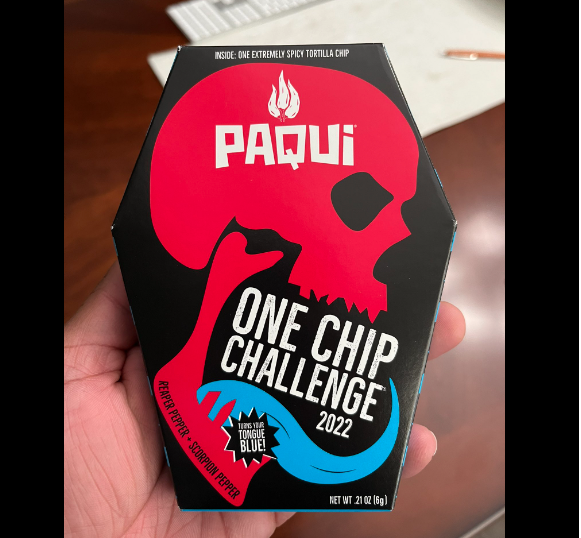 INSIDE: ONE EXTREMELY SPICY TORTILLA CHIP
PAQUI
ONE CHIP
CHALLENGE
2022
REAPER PEPPER + SCORPION PEPPER
TURNS YOUR
TONGUE
BLUE!
NET WT .21 OZ (6g)